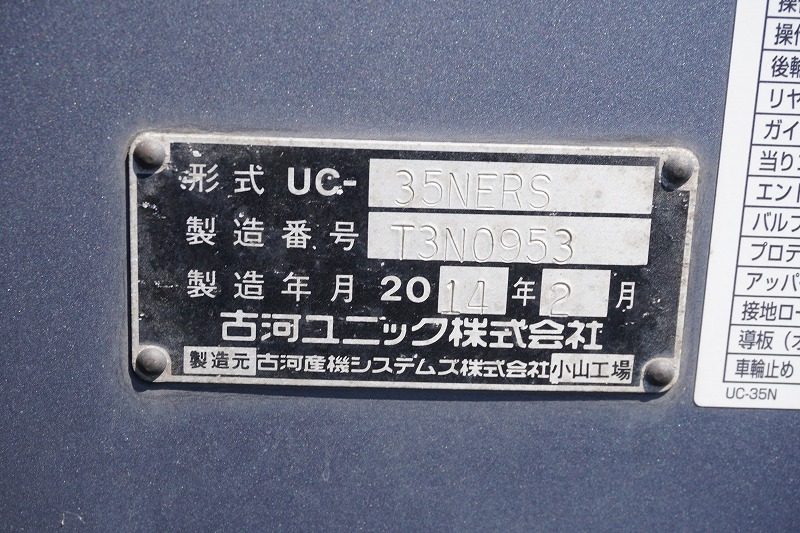 形式 UC-35NERS
製造番号 T3N0953
製造年月 2014年2月
古河ユニック株式会社
製造元 古河産機システムズ株式会社小山工場
操作
後輪
リヤ
ガイ
当り
エント
バルブ
プロテ
アッパ
接地ロー
導板（
車輪止め
UC-35N